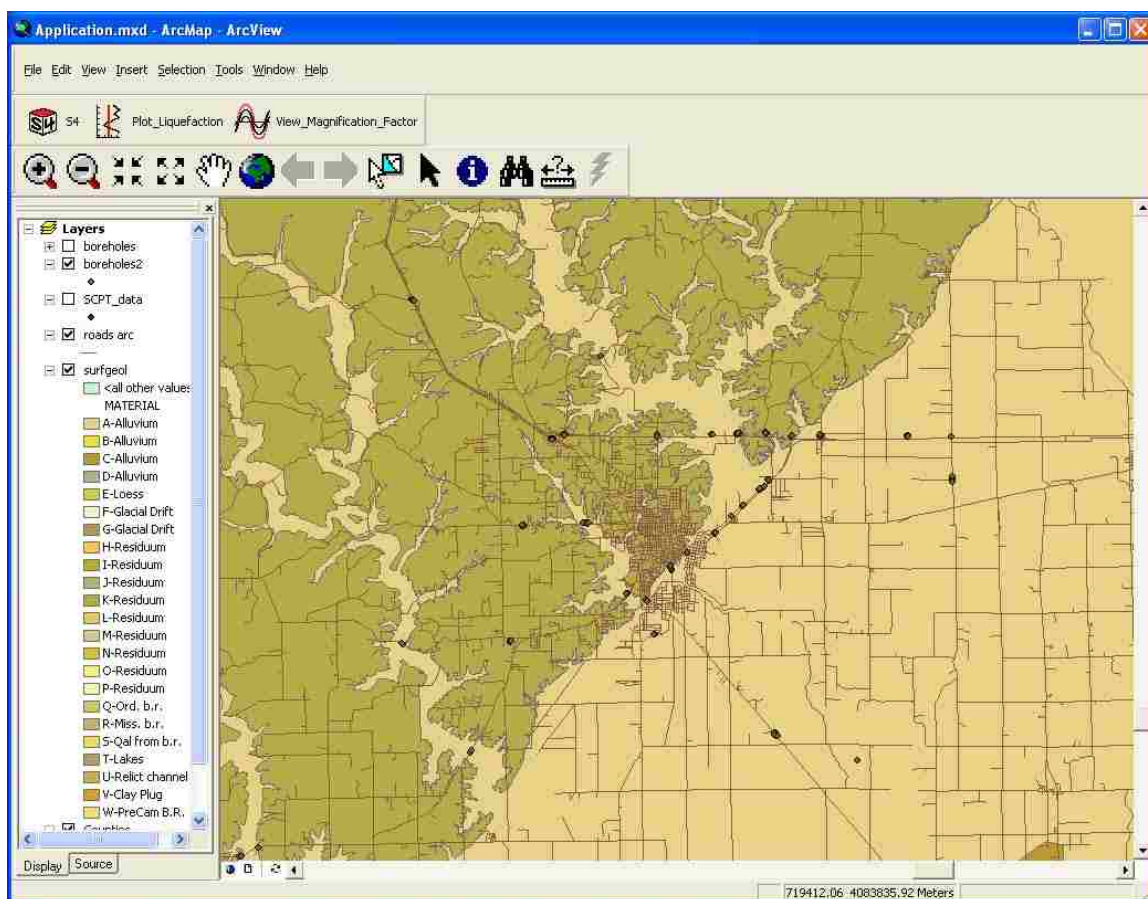 Application.mxd - ArcMap - ArcView
File Edit View Insert Selection Tools Window Help
S4 Plot_Liquefaction View_Magnification_Factor
Layers
boreholes
boreholes2
SCPT_data
roads arc
surfgeol
<all other values
MATERIAL
A-Alluvium
B-Alluvium
C-Alluvium
D-Alluvium
E-Loess
F-Glacial Drift
G-Glacial Drift
H-Residuum
I-Residuum
J-Residuum
K-Residuum
L-Residuum
M-Residuum
N-Residuum
O-Residuum
P-Residuum
Q-Ord. b.r.
R-Miss. b.r.
S-Qal from b.r.
T-Lakes
U-Relict channel
V-Clay Plug
W-PreCam B.R.
Counties
Display Source
719412.06 4083835.92 Meters